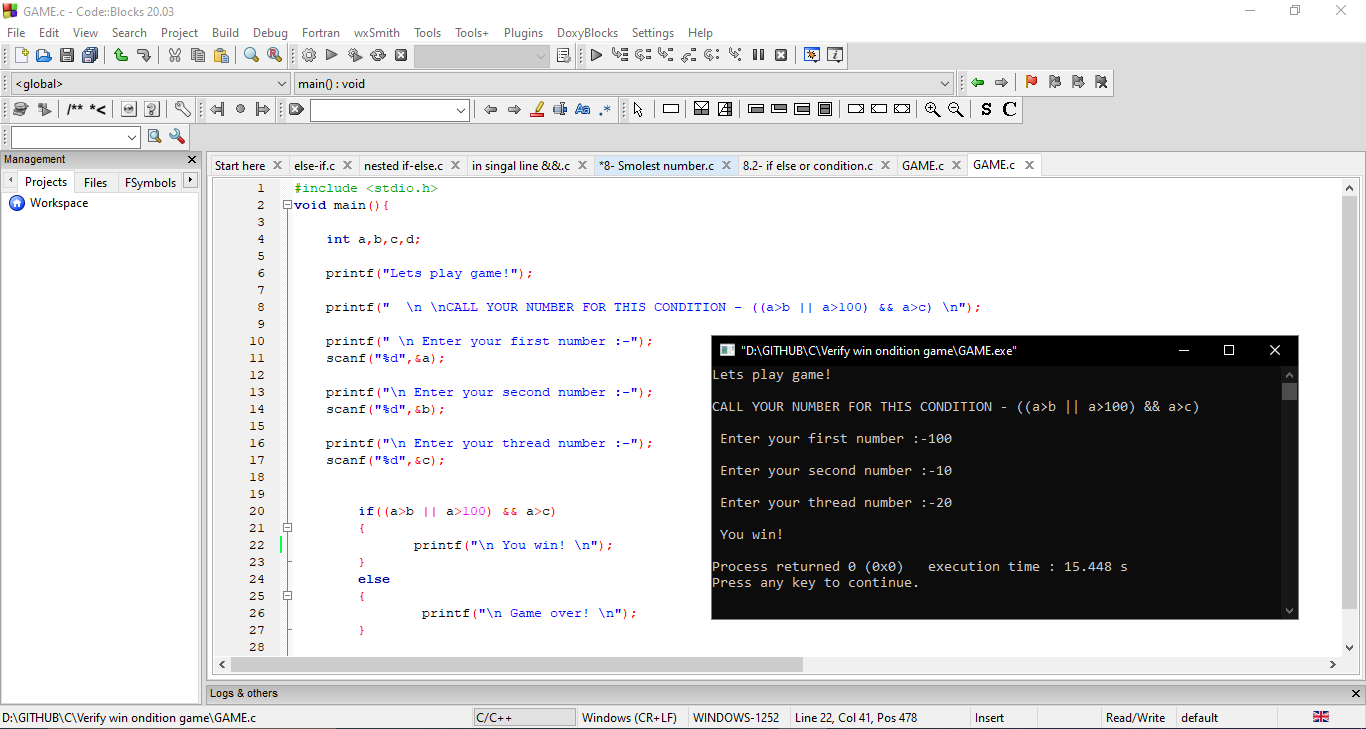 GAME.c - Code::Blocks 20.03
File Edit View Search Project Build Debug Fortran wxSmith Tools Tools+ Plugins DoxyBlocks Settings Help
<global> main() : void
/** *< Aa .* S C
Management
Projects Files FSymbols
Workspace
Start here else-if.c nested if-else.c in singal line &&.c *8- Smolest number.c 8.2- if else or condition.c GAME.c GAME.c
1 #include <stdio.h>
2 void main(){
3
4 int a,b,c,d;
5
6 printf("Lets play game!");
7
8 printf("  \n \nCALL YOUR NUMBER FOR THIS CONDITION - ((a>b || a>100) && a>c) \n");
9
10 printf(" \n Enter your first number :-");
11 scanf("%d",&a);
12
13 printf("\n Enter your second number :-");
14 scanf("%d",&b);
15
16 printf("\n Enter your thread number :-");
17 scanf("%d",&c);
18
19
20 if((a>b || a>100) && a>c)
21 {
22 printf("\n You win! \n");
23 }
24 else
25 {
26 printf("\n Game over! \n");
27 }
28
"D:\GITHUB\C\Verify win ondition game\GAME.exe"
Lets play game!
CALL YOUR NUMBER FOR THIS CONDITION - ((a>b || a>100) && a>c)
Enter your first number :-100
Enter your second number :-10
Enter your thread number :-20
You win!
Process returned 0 (0x0)   execution time : 15.448 s
Press any key to continue.
Logs & others
D:\GITHUB\C\Verify win ondition game\GAME.c C/C++ Windows (CR+LF) WINDOWS-1252 Line 22, Col 41, Pos 478 Insert Read/Write default